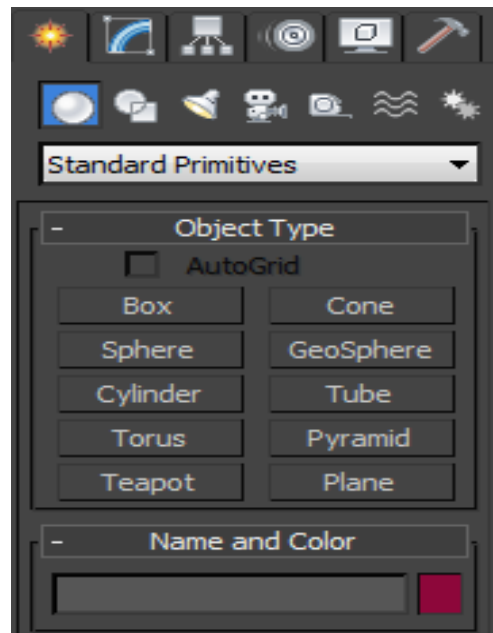 Standard Primitives
- Object Type
AutoGrid
Box Cone
Sphere GeoSphere
Cylinder Tube
Torus Pyramid
Teapot Plane
- Name and Color